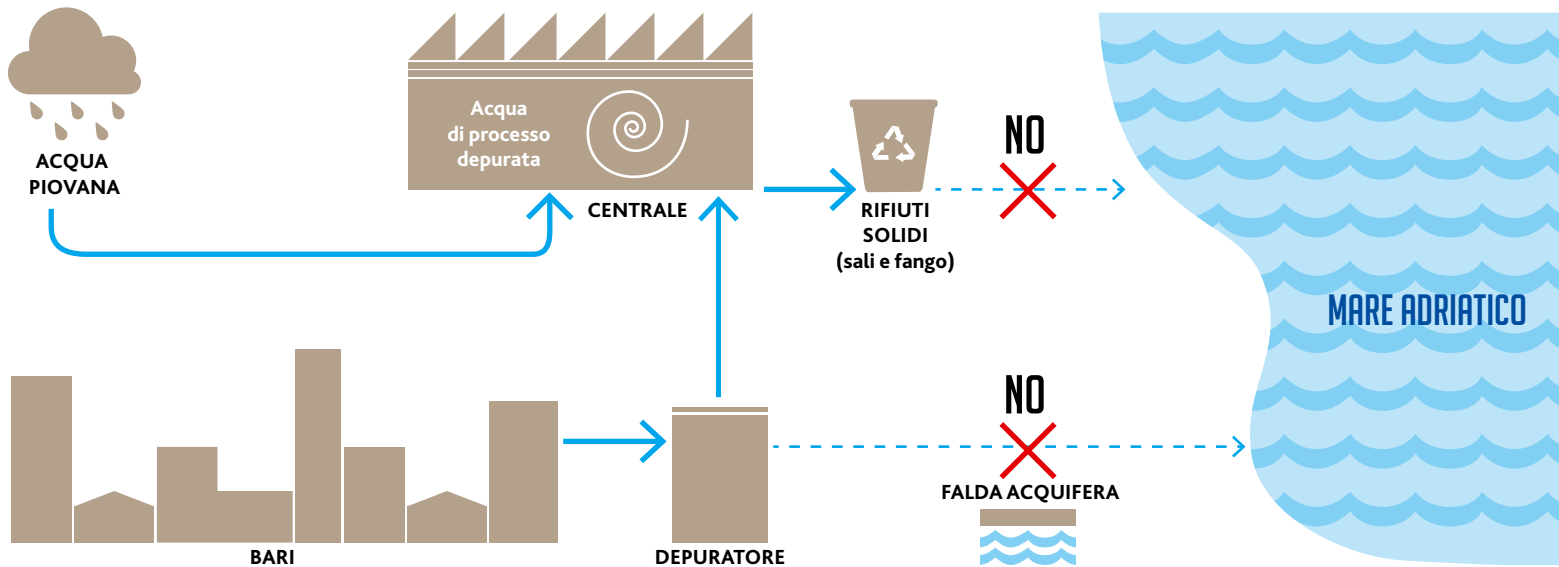 ACQUA
PIOVANA
Acqua
di processo
depurata
CENTRALE
RIFIUTI
SOLIDI
(sali e fango)
NO
MARE ADRIATICO
BARI
DEPURATORE
NO
FALDA ACQUIFERA